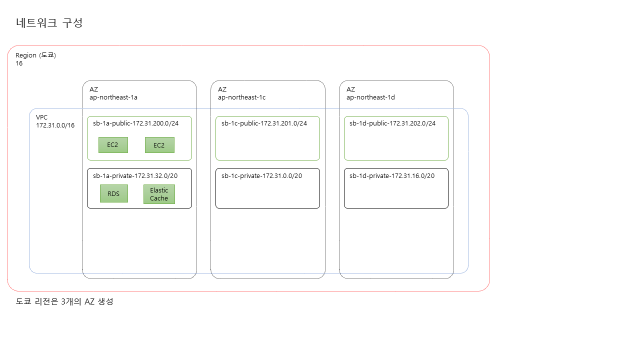 네트워크 구성
Region (도쿄)
16
AZ
ap-northeast-1a
AZ
ap-northeast-1c
AZ
ap-northeast-1d
VPC
172.31.0.0/16
sb-1a-public-172.31.200.0/24
sb-1c-public-172.31.201.0/24
sb-1d-public-172.31.202.0/24
EC2
EC2
sb-1a-private-172.31.32.0/20
sb-1c-private-172.31.0.0/20
sb-1d-private-172.31.16.0/20
RDS
Elastic
Cache
도쿄 리전은 3개의 AZ 생성